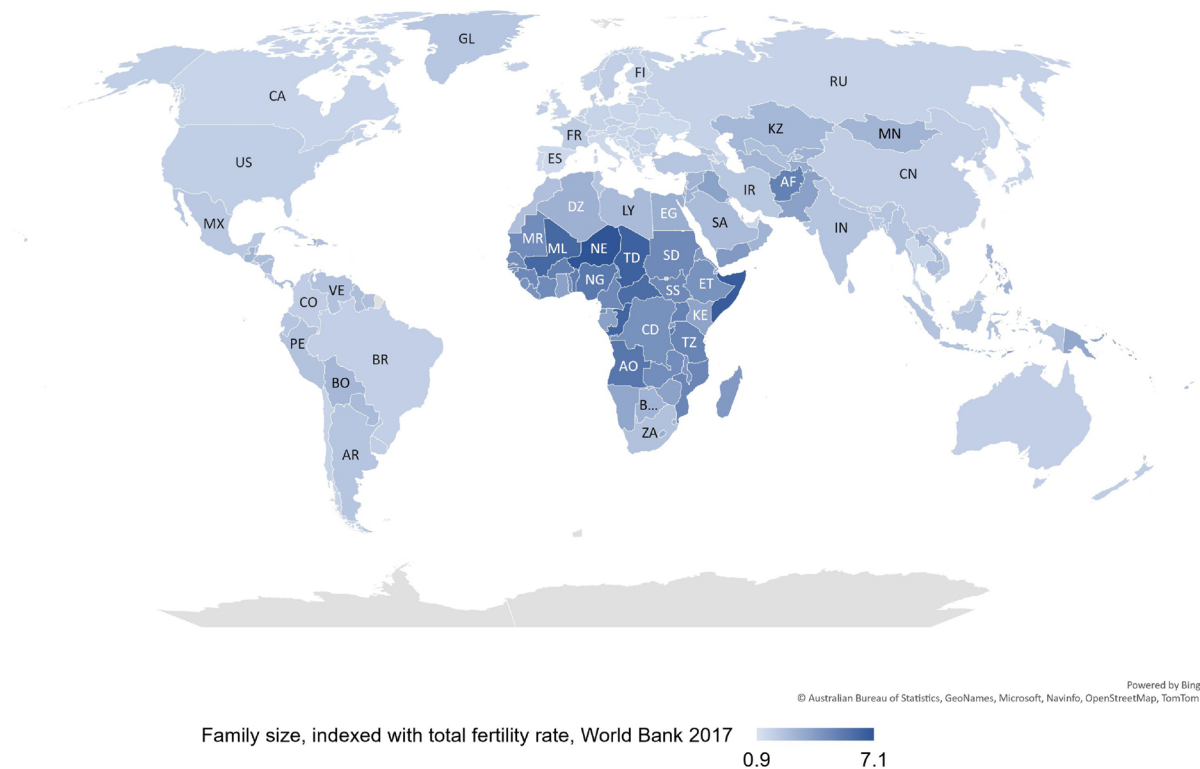 GL
FI
RU
CA
KZ
MN
FR
ES
US
CN
AF
IR
DZ
LY
EG
SA
MX
IN
MR
ML
NE
TD
SD
NG
ET
SS
VE
CO
KE
CD
PE
TZ
BR
AO
BO
B...
ZA
AR
Powered by Bing
© Australian Bureau of Statistics, GeoNames, Microsoft, Navinfo, OpenStreetMap, TomTom
Family size, indexed with total fertility rate, World Bank 2017
0.9 7.1